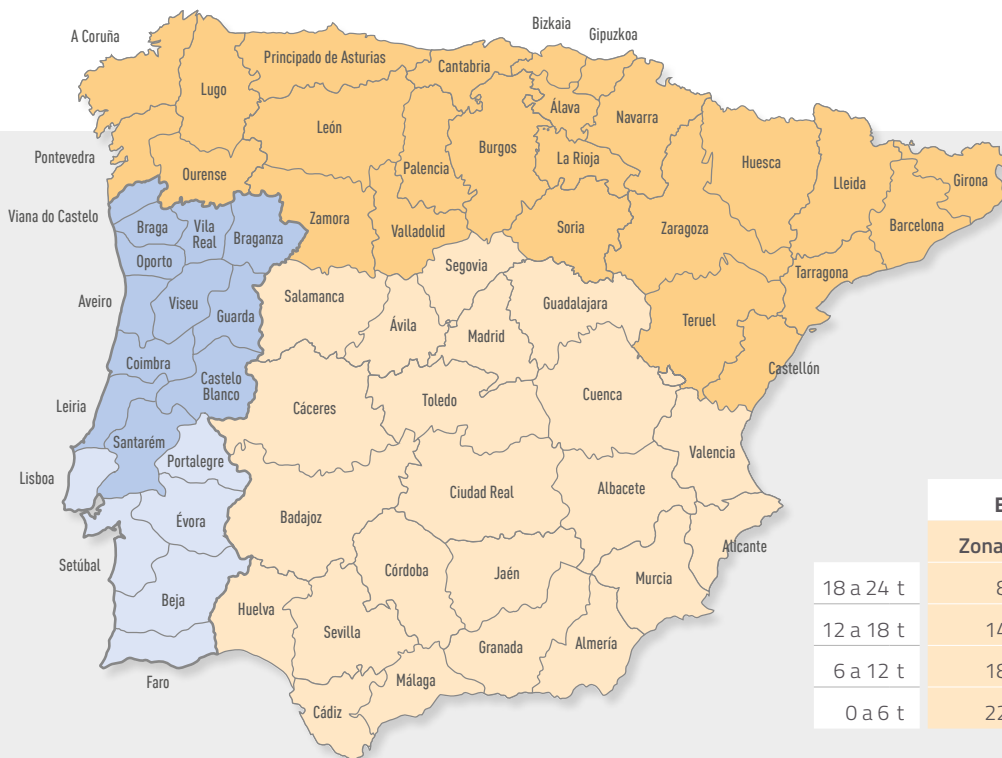 Bizkaia
A Coruña
Gipuzkoa
Principado de Asturias
Cantabria
Lugo
Álava
Navarra
León
Burgos
Pontevedra
La Rioja
Huesca
Palencia
Ourense
Girona
Lleida
Viana do Castelo
Zamora
Braga
Vila
Real
Braganza
Valladolid
Soria
Zaragoza
Barcelona
Oporto
Segovia
Tarragona
Aveiro
Viseu
Salamanca
Guadalajara
Guarda
Ávila
Madrid
Teruel
Coimbra
Castellón
Castelo
Blanco
Leiria
Cáceres
Toledo
Cuenca
Santarém
Portalegre
Valencia
Lisboa
Ciudad Real
Albacete
Badajoz
Évora
Alicante
Setúbal
Córdoba
Jaén
Murcia
Beja
Huelva
Sevilla
Granada
Almería
Málaga
Faro
Cádiz
Zona
18 a 24 t 8
12 a 18 t 14
6 a 12 t 18
0 a 6 t 22